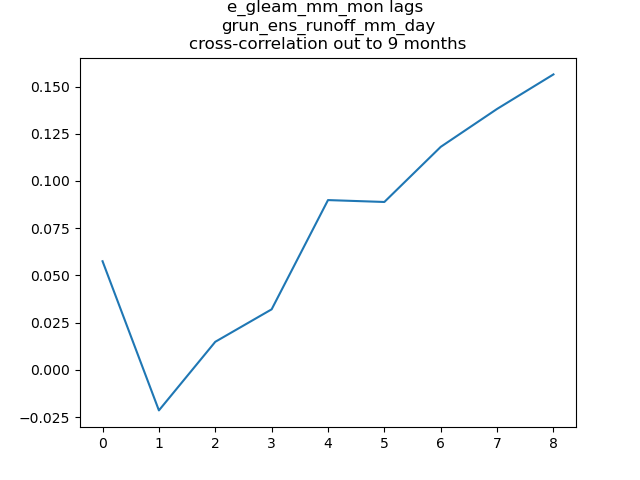 e_gleam_mm_mon lags
grun_ens_runoff_mm_day
cross-correlation out to 9 months
0.150
0.125
0.100
0.075
0.050
0.025
0.000
−0.025
0 1 2 3 4 5 6 7 8